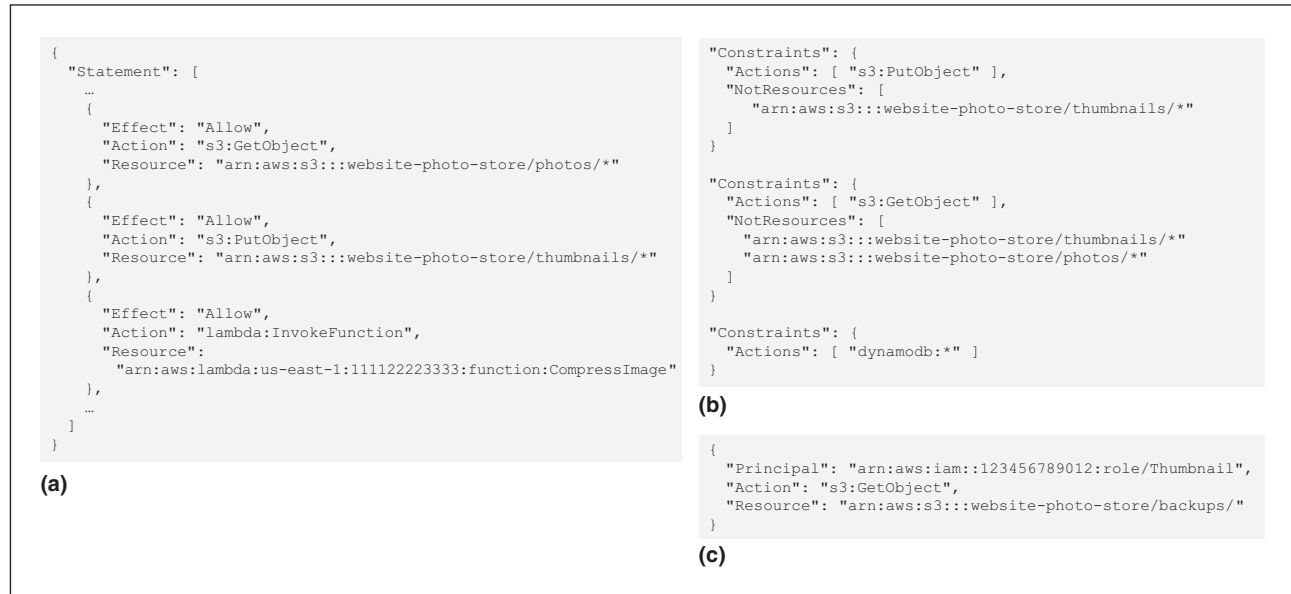 {
"Statement": [
…
{
"Effect": "Allow",
"Action": "s3:GetObject",
"Resource": "arn:aws:s3:::website-photo-store/photos/*"
},
{
"Effect": "Allow",
"Action": "s3:PutObject",
"Resource": "arn:aws:s3:::website-photo-store/thumbnails/*"
},
{
"Effect": "Allow",
"Action": "lambda:InvokeFunction",
"Resource":
"arn:aws:lambda:us-east-1:111122223333:function:CompressImage"
},
…
]
}
(a)
"Constraints": {
"Actions": [ "s3:PutObject" ],
"NotResources": [
"arn:aws:s3:::website-photo-store/thumbnails/*"
]
}
"Constraints": {
"Actions": [ "s3:GetObject" ],
"NotResources": [
"arn:aws:s3:::website-photo-store/thumbnails/*"
"arn:aws:s3:::website-photo-store/photos/*"
]
}
"Constraints": {
"Actions": [ "dynamodb:*" ]
}
(b)
{
"Principal": "arn:aws:iam::123456789012:role/Thumbnail",
"Action": "s3:GetObject",
"Resource": "arn:aws:s3:::website-photo-store/backups/"
}
(c)